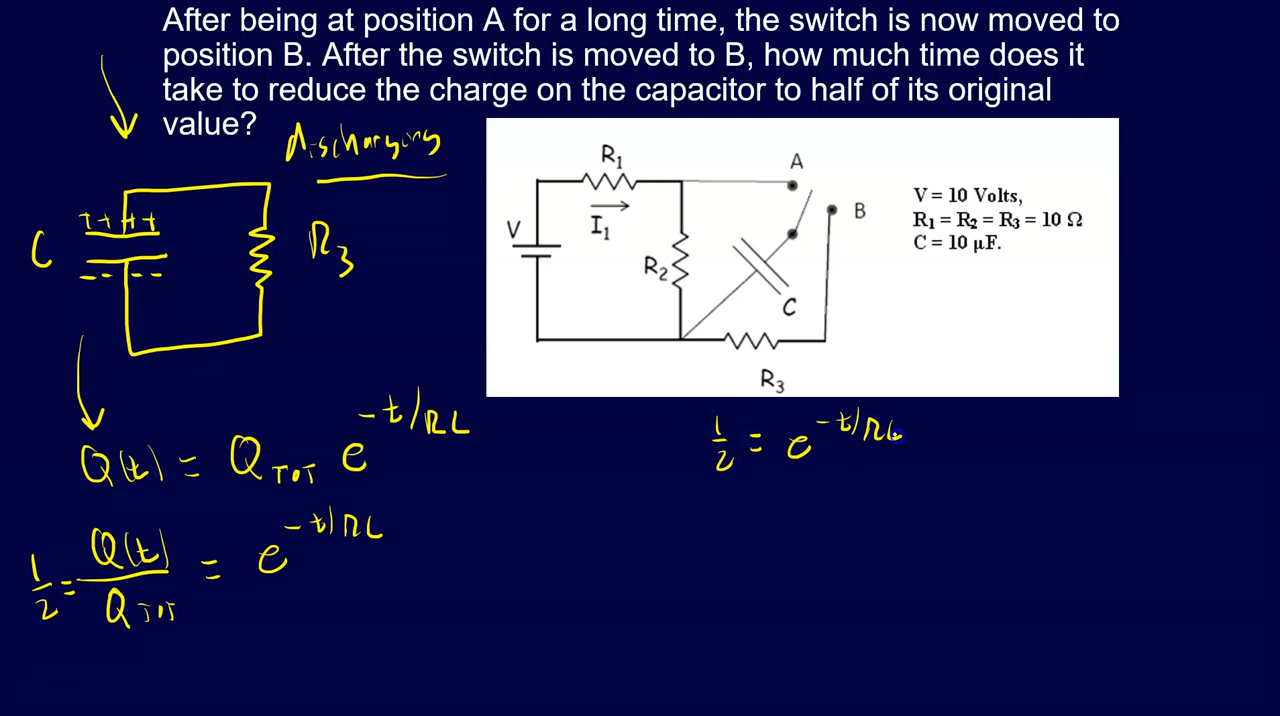 After being at position A for a long time, the switch is now moved to
position B. After the switch is moved to B, how much time does it
take to reduce the charge on the capacitor to half of its original
value?
discharging
+ + + +
C
R3
-- --
R₁
I₁
V
R₂
C
R₃
A
B
V = 10 Volts,
R₁ = R₂ = R₃ = 10 Ω
C = 10 μF.
Q(t) = Q TOT e^-t/RC
1/2 = Q(t)/Q TOT = e^-t/RC
1/2 = e^-t/RC